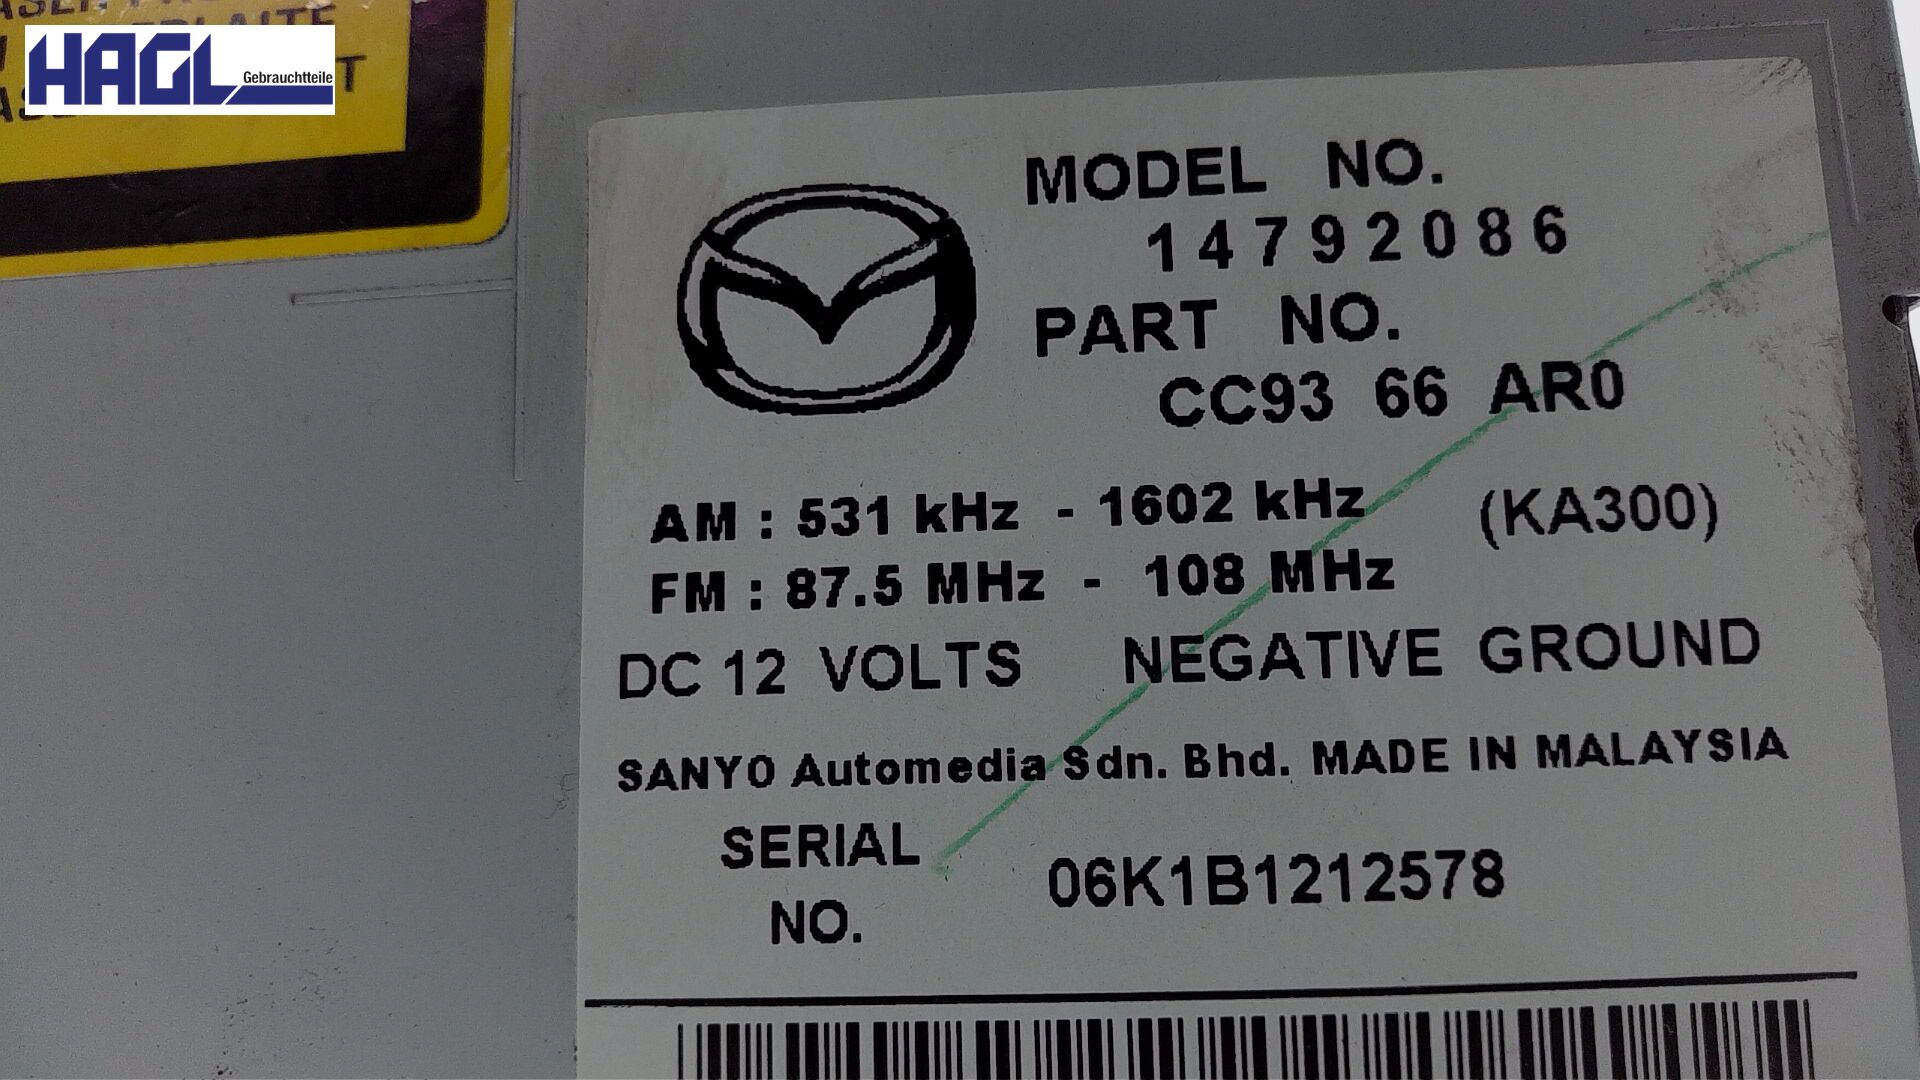 HAGL Gebrauchtteile
MODEL NO.
14792086
PART NO.
CC93 66 AR0
AM : 531 kHz - 1602 kHz (KA300)
FM : 87.5 MHz - 108 MHz
DC 12 VOLTS NEGATIVE GROUND
SANYO Automedia Sdn. Bhd. MADE IN MALAYSIA
SERIAL NO. 06K1B1212578